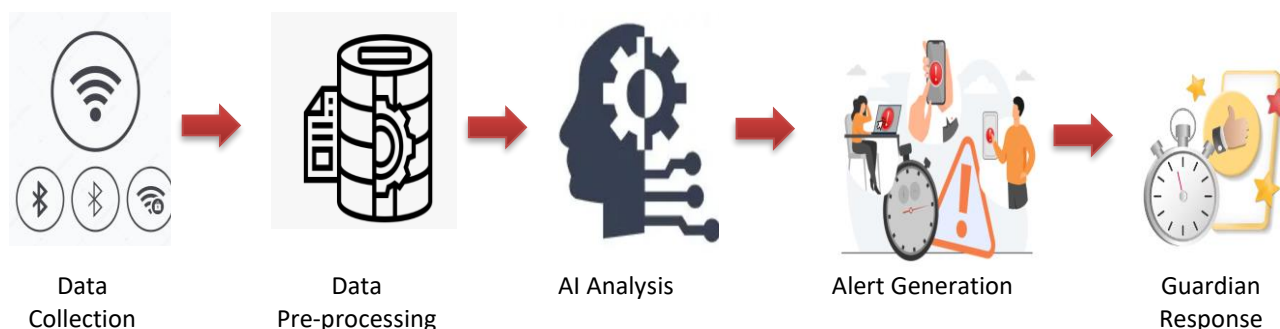 Data
Collection
Data
Pre-processing
AI Analysis
Alert Generation
Guardian
Response